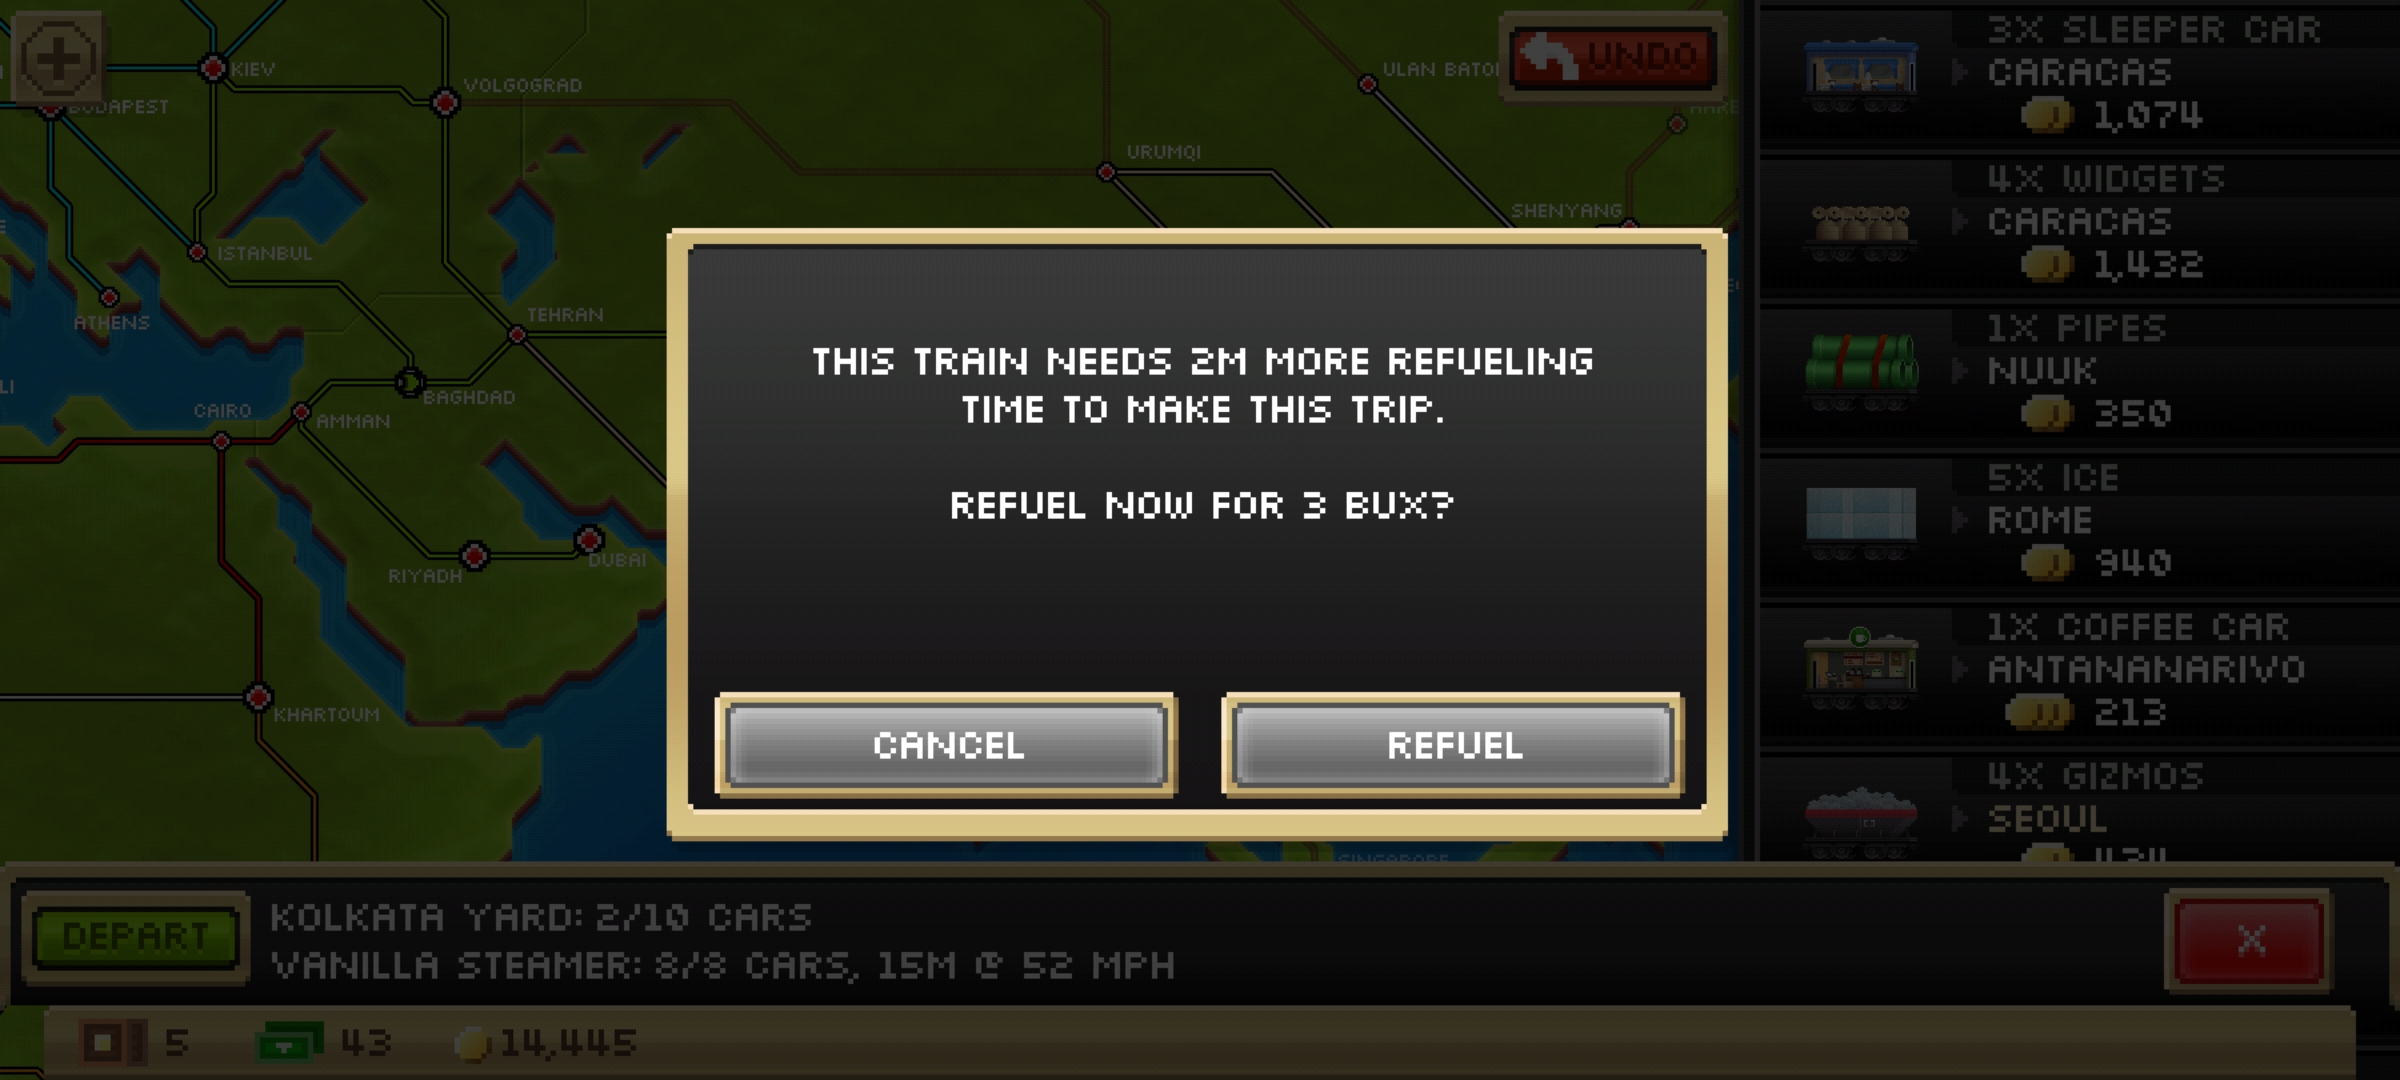 KIEV
VOLGOGRAD
BUDAPEST
ULAN BATO
UNDO
URUMQI
SHENYANG
ISTANBUL
TEHRAN
ATHENS
BAGHDAD
CAIRO
AMMAN
RIYADH
DUBAI
KHARTOUM
SINGAPORE
THIS TRAIN NEEDS 2M MORE REFUELING
TIME TO MAKE THIS TRIP.
REFUEL NOW FOR 3 BUX?
CANCEL
REFUEL
3X SLEEPER CAR
CARACAS
1,074
4X WIDGETS
CARACAS
1,432
1X PIPES
NUUK
350
5X ICE
ROME
940
1X COFFEE CAR
ANTANANARIVO
213
4X GIZMOS
SEOUL
434
DEPART
KOLKATA YARD: 2/10 CARS
VANILLA STEAMER: 8/8 CARS, 15M @ 52 MPH
X
5
43
14,445